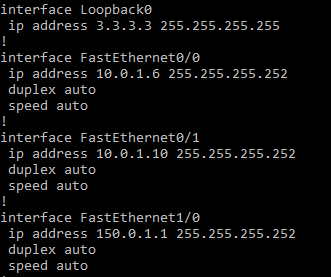 interface Loopback0
 ip address 3.3.3.3 255.255.255.255
!
interface FastEthernet0/0
 ip address 10.0.1.6 255.255.255.252
 duplex auto
 speed auto
!
interface FastEthernet0/1
 ip address 10.0.1.10 255.255.255.252
 duplex auto
 speed auto
!
interface FastEthernet1/0
 ip address 150.0.1.1 255.255.255.252
 duplex auto
 speed auto
!